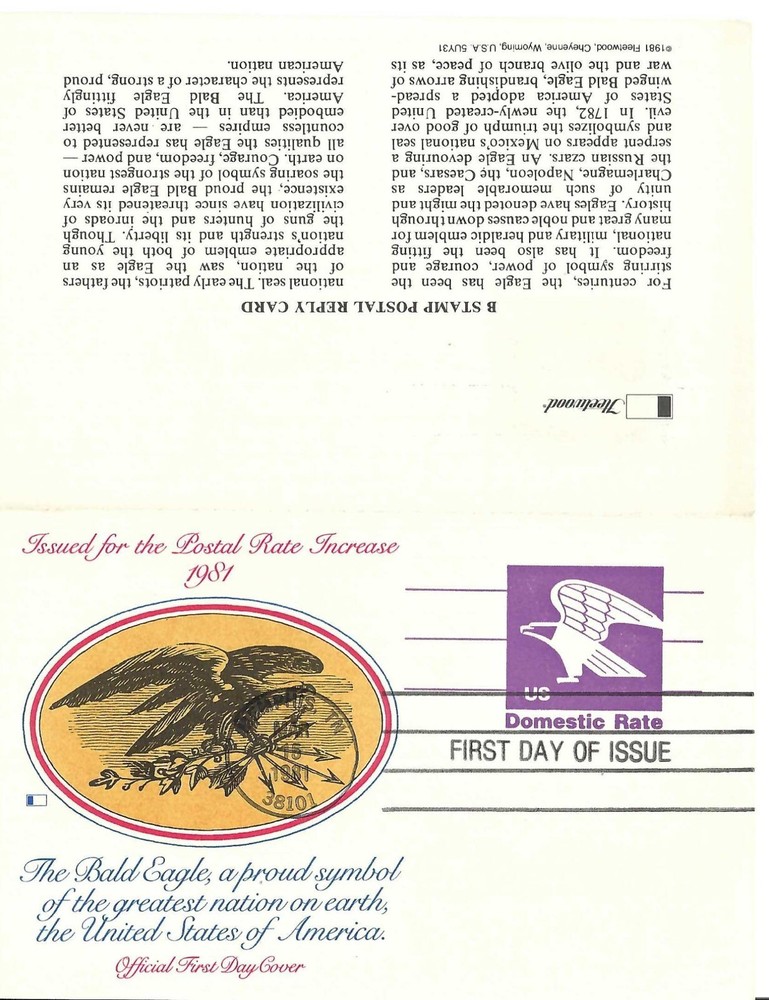 Fleetwood®
B STAMP POSTAL REPLY CARD
For centuries, the Eagle has been the
stirring symbol of power, courage and
freedom. It has also been the fitting
national, military and heraldic emblem for
many great and noble causes down through
history. Eagles have denoted the might and
unity of such memorable leaders as
Charlemagne, Napoleon, the Caesars, and
the Russian czars. An Eagle devouring a
serpent appears on Mexico's national seal
and symbolizes the triumph of good over
evil. In 1782, the newly-created United
States of America adopted a spread-
winged Bald Eagle, brandishing arrows of
war and the olive branch of peace, as its
national seal. The early patriots, the fathers
of the nation, saw the Eagle as an
appropriate emblem of both the young
nation's strength and its liberty. Though
the guns of hunters and the inroads of
civilization have since threatened its very
existence, the proud Bald Eagle remains
the soaring symbol of the strongest nation
on earth. Courage, freedom, and power —
all qualities the Eagle has represented to
countless empires — are never better
embodied than in the United States of
America. The Bald Eagle fittingly
represents the character of a strong, proud
American nation.
©1981 Fleetwood, Cheyenne, Wyoming, U.S.A. 5UY31
Issued for the Postal Rate Increase
1981
US
Domestic Rate
FIRST DAY OF ISSUE
MEMPHIS TN
MAR
15
1981
38101
The Bald Eagle, a proud symbol
of the greatest nation on earth,
the United States of America.
Official First Day Cover